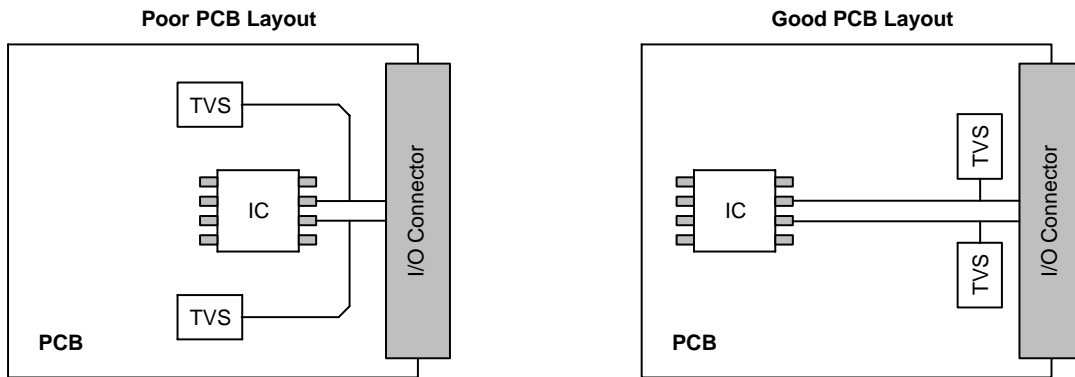 Poor PCB Layout
TVS
IC
TVS
I/O Connector
PCB
Good PCB Layout
TVS
IC
TVS
I/O Connector
PCB